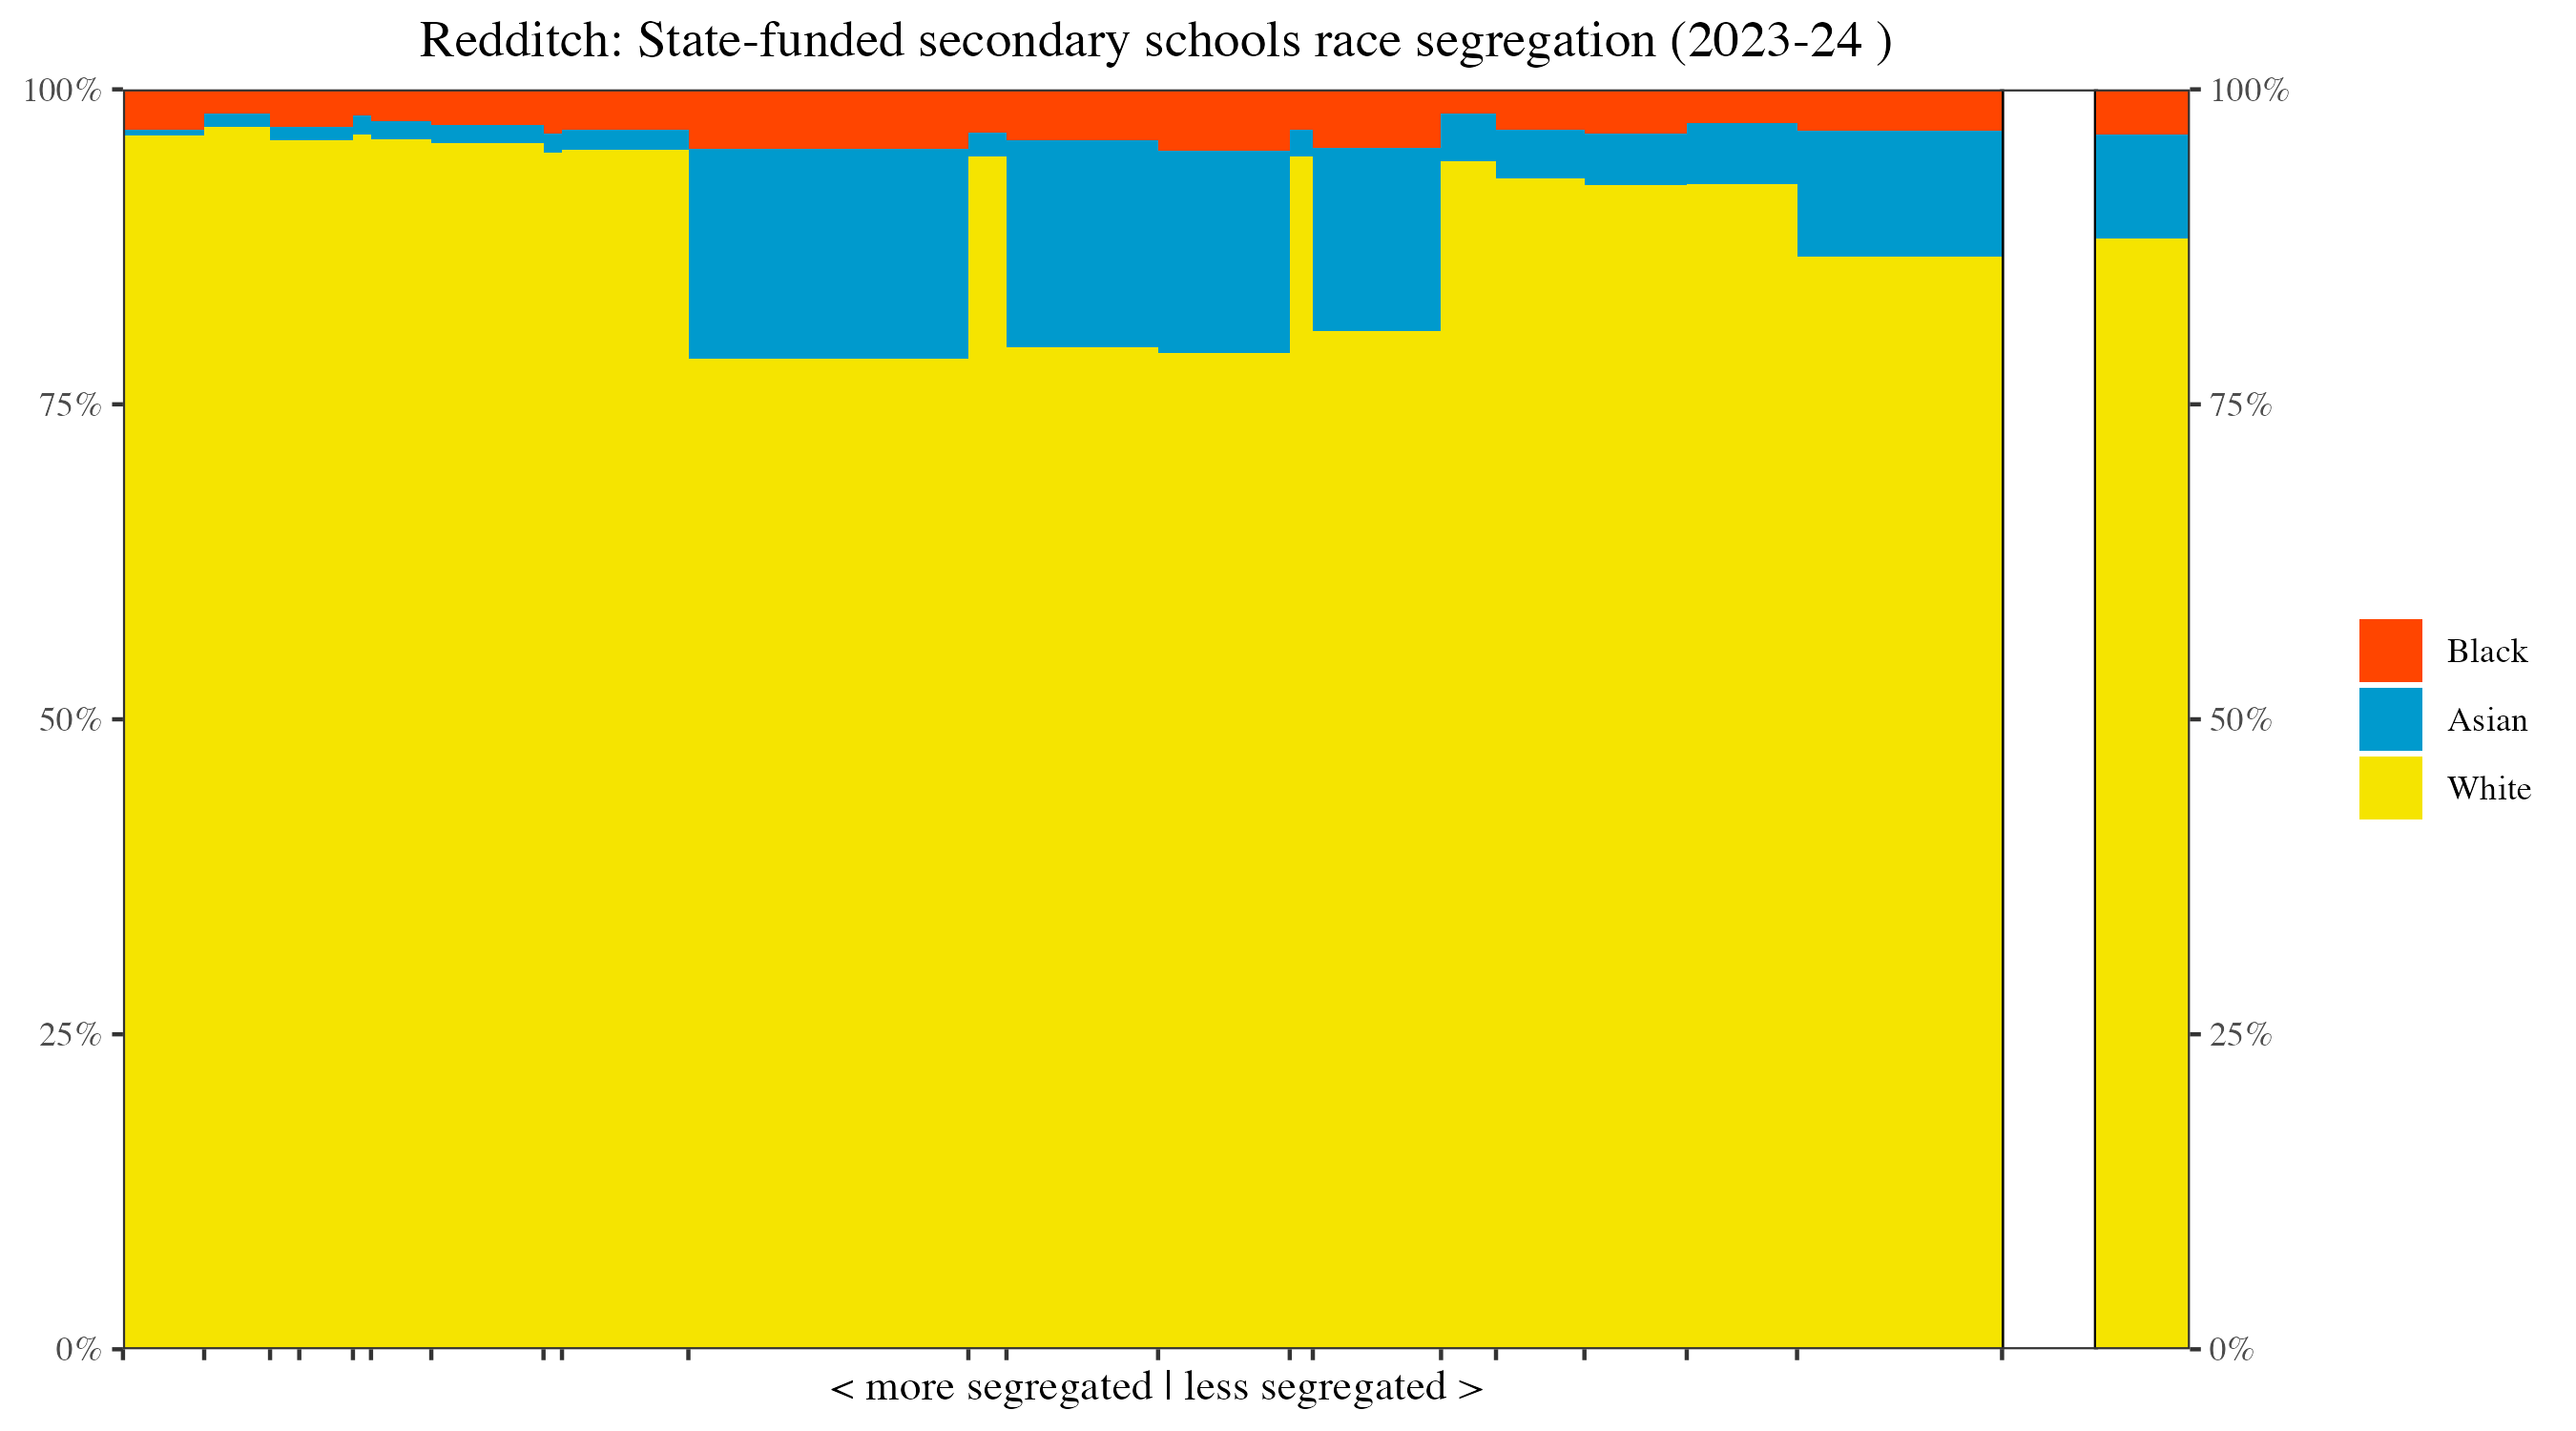 Redditch: State-funded secondary schools race segregation (2023-24 )
100%
75%
50%
25%
0%
100%
75%
50%
25%
0%
Black
Asian
White
< more segregated | less segregated >